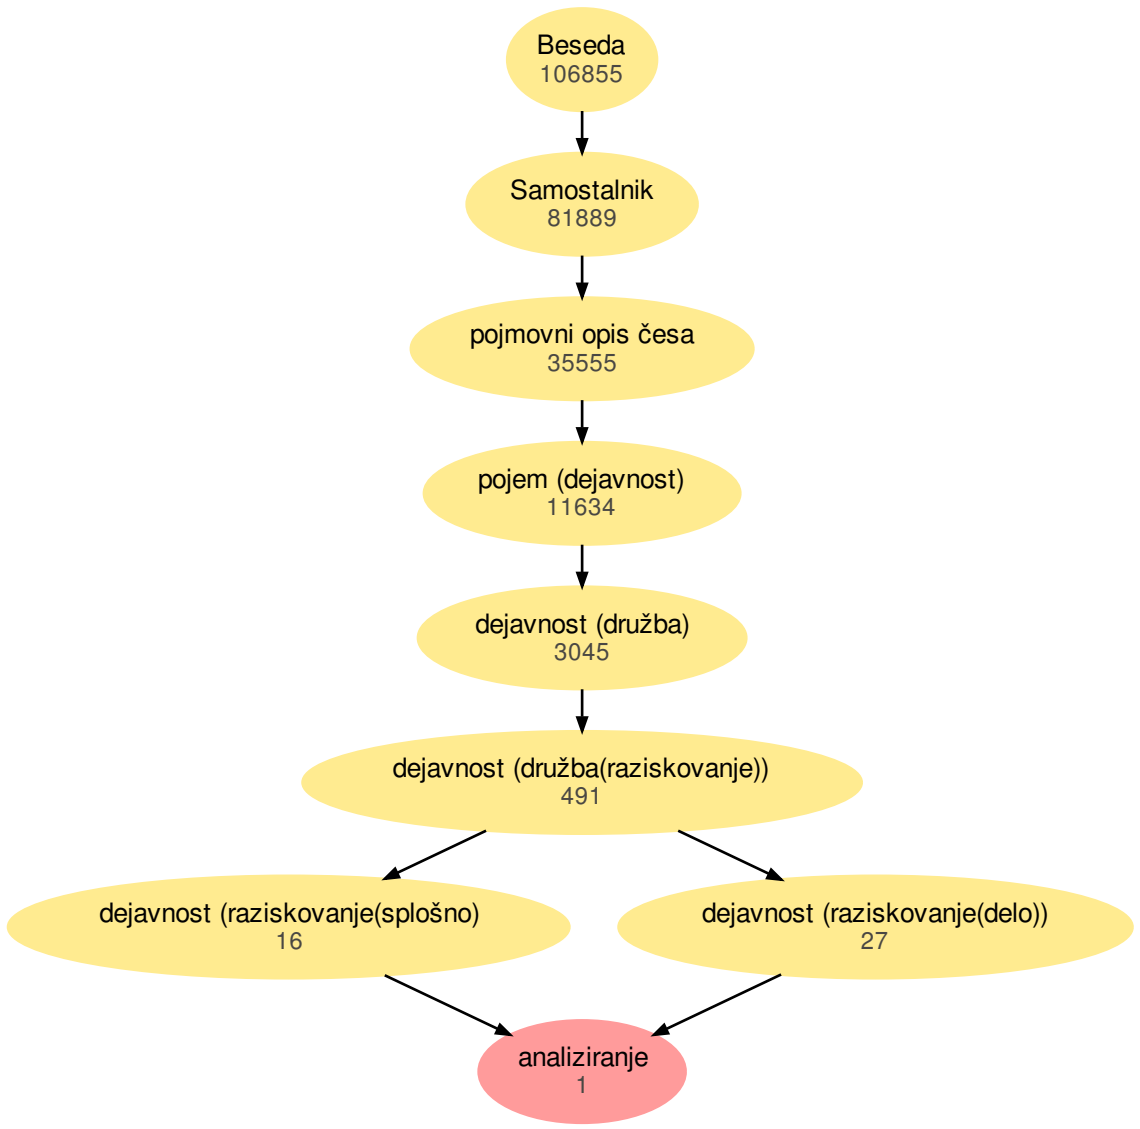 Beseda
106855
Samostalnik
81889
pojmovni opis česa
35555
pojem (dejavnost)
11634
dejavnost (družba)
3045
dejavnost (družba(raziskovanje))
491
dejavnost (raziskovanje(splošno)
16
dejavnost (raziskovanje(delo))
27
analiziranje
1